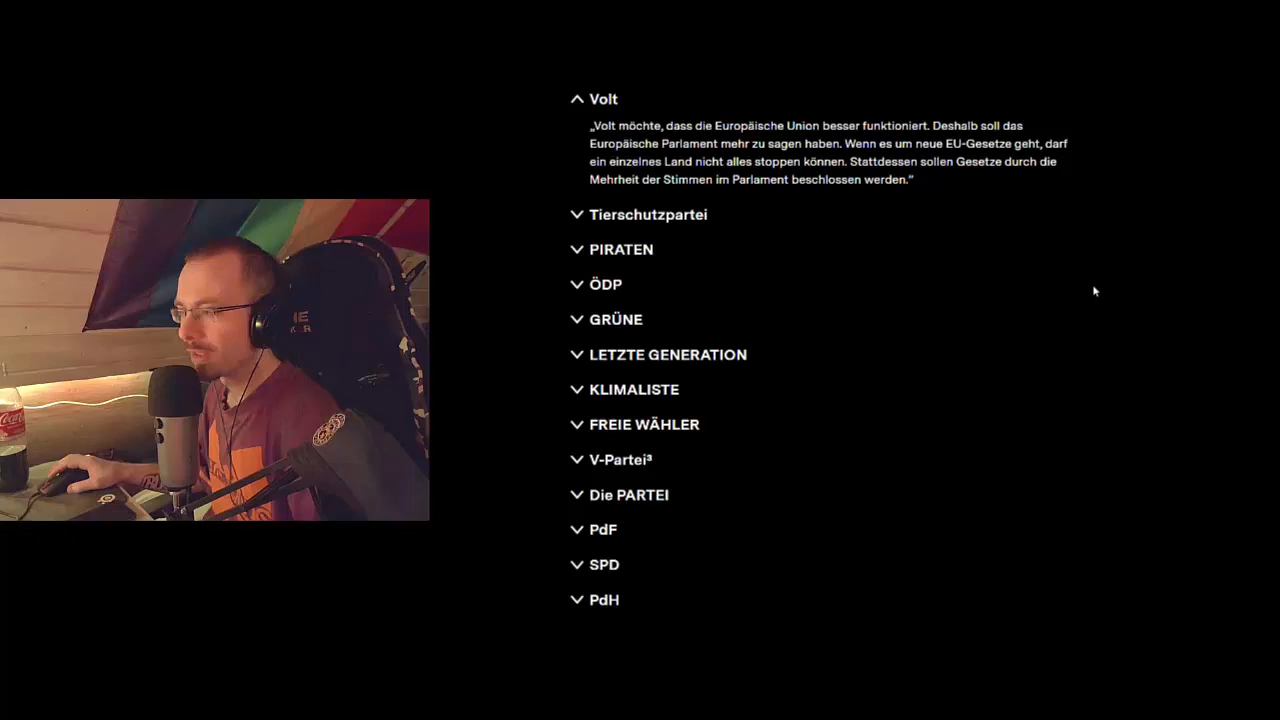 Volt
„Volt möchte, dass die Europäische Union besser funktioniert. Deshalb soll das
Europäische Parlament mehr zu sagen haben. Wenn es um neue EU-Gesetze geht, darf
ein einzelnes Land nicht alles stoppen können. Stattdessen sollen Gesetze durch die
Mehrheit der Stimmen im Parlament beschlossen werden.“
Tierschutzpartei
PIRATEN
ÖDP
GRÜNE
LETZTE GENERATION
KLIMALISTE
FREIE WÄHLER
V-Partei³
Die PARTEI
PdF
SPD
PdH